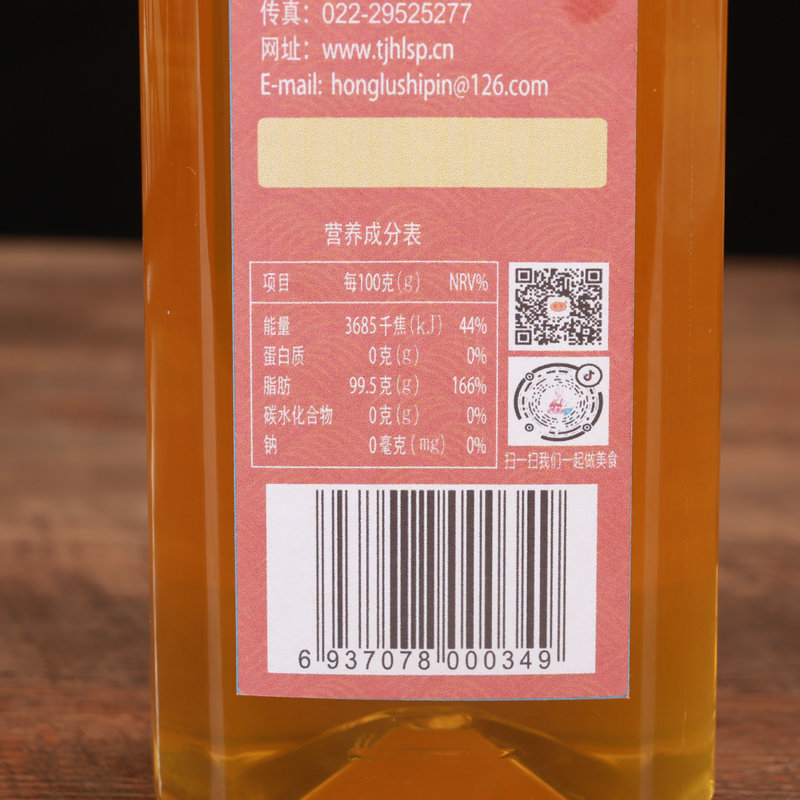 传真：022-29525277
网址：www.tjhlsp.cn
E-mail: honglushipin@126.com
营养成分表
项目 每100克(g) NRV%
能量 3685千焦(kJ) 44%
蛋白质 0克(g) 0%
脂肪 99.5克(g) 166%
碳水化合物 0克(g) 0%
钠 0毫克(mg) 0%
扫一扫我们一起做美食
6 937078 000349